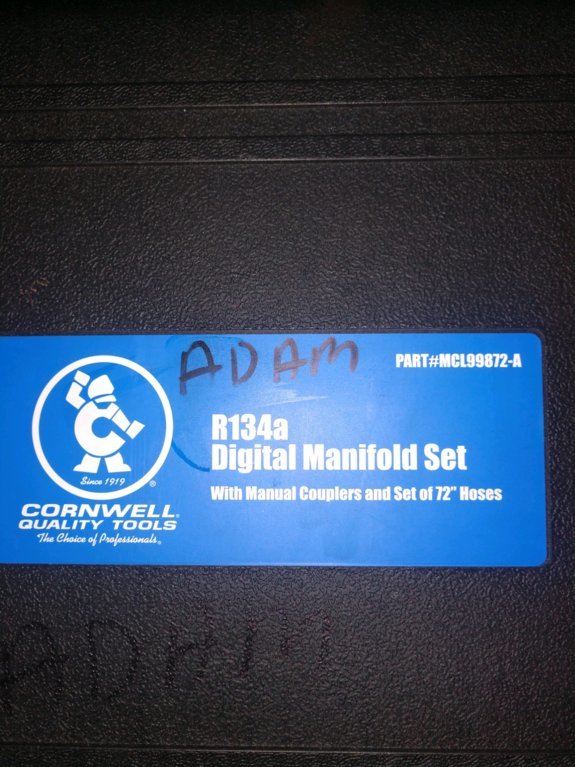 ADAM
PART#MCL99872-A
R134a
Digital Manifold Set
With Manual Couplers and Set of 72" Hoses
C
Since 1919
®
CORNWELL®
QUALITY TOOLS
The Choice of Professionals®
ADAM